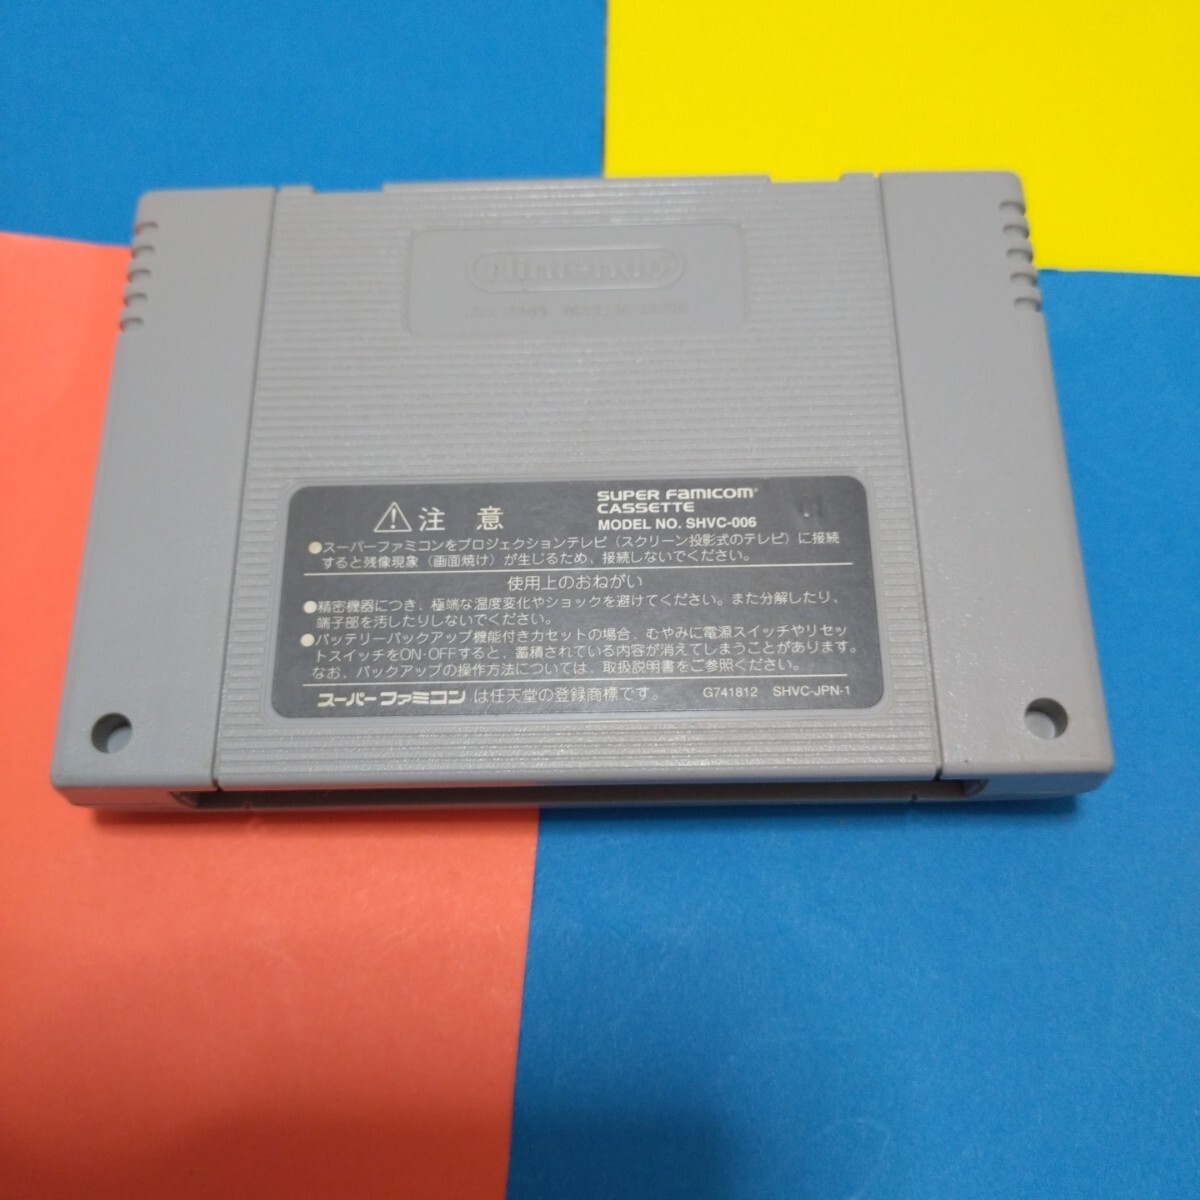 Nintendo
⚠注 意
SUPER FAMICOM
CASSETTE
MODEL NO. SHVC-006
●スーパーファミコンをプロジェクションテレビ（スクリーン投影式のテレビ）に接続
すると残像現象（画面焼け）が生じるため、接続しないでください。
使用上のおねがい
●精密機器につき、極端な温度変化やショックを避けてください。また分解したり、
端子部を汚したりしないでください。
●バッテリーバックアップ機能付きカセットの場合、むやみに電源スイッチやリセッ
トスイッチをON・OFFすると、蓄積されている内容が消えてしまうことがあります。
なお、バックアップの操作方法については、取扱説明書をご参照ください。
スーパーファミコン は任天堂の登録商標です。 G741812 SHVC-JPN-1